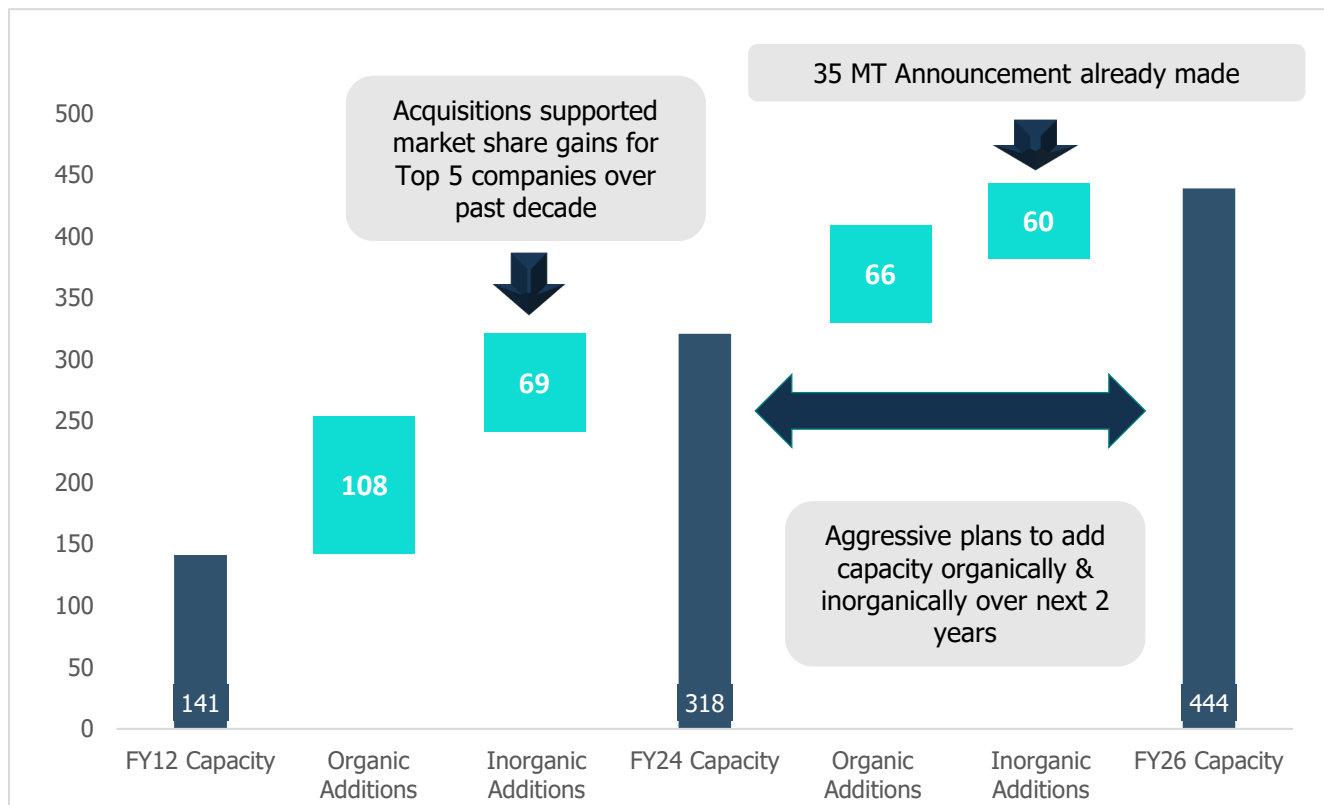 35 MT Announcement already made
Acquisitions supported
market share gains for
Top 5 companies over
past decade
500
450
400
350
300
250
200
150
100
50
0
60
66
69
108
Aggressive plans to add
capacity organically &
inorganically over next 2
years
141
318
444
FY12 Capacity
Organic
Additions
Inorganic
Additions
FY24 Capacity
Organic
Additions
Inorganic
Additions
FY26 Capacity